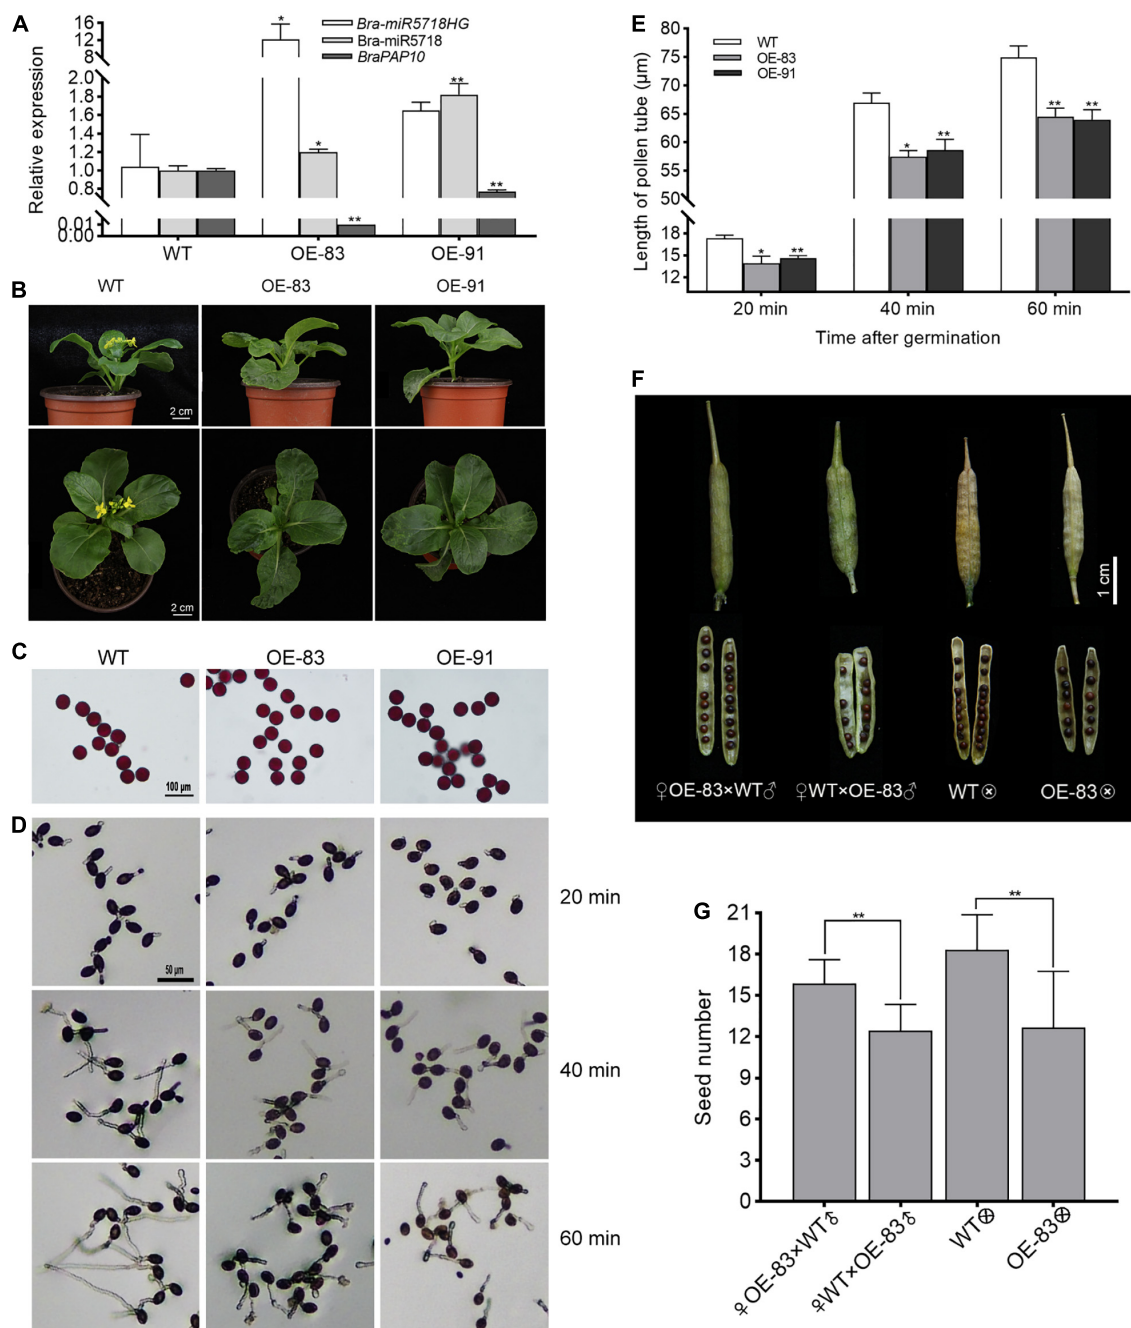 A
Relative expression
16
12
8
2.0
1.8
1.6
1.4
1.2
1.0
0.8
0.01
0.00
Bra-miR5718HG
Bra-miR5718
BraPAP10
*
*
**
**
**
WT OE-83 OE-91
B
WT OE-83 OE-91
2 cm
2 cm
C
WT OE-83 OE-91
100 µm
D
20 min
50 µm
40 min
60 min
E
Length of pollen tube (µm)
80
75
70
65
60
55
50
18
15
12
WT
OE-83
OE-91
* **
* **
** **
20 min 40 min 60 min
Time after germination
F
1 cm
♀OE-83×WT♂ ♀WT×OE-83♂ WT⊗ OE-83⊗
G
Seed number
21
18
15
12
9
6
3
0
** **
♀OE-83×WT♂
♀WT×OE-83♂
WT⊗
OE-83⊗